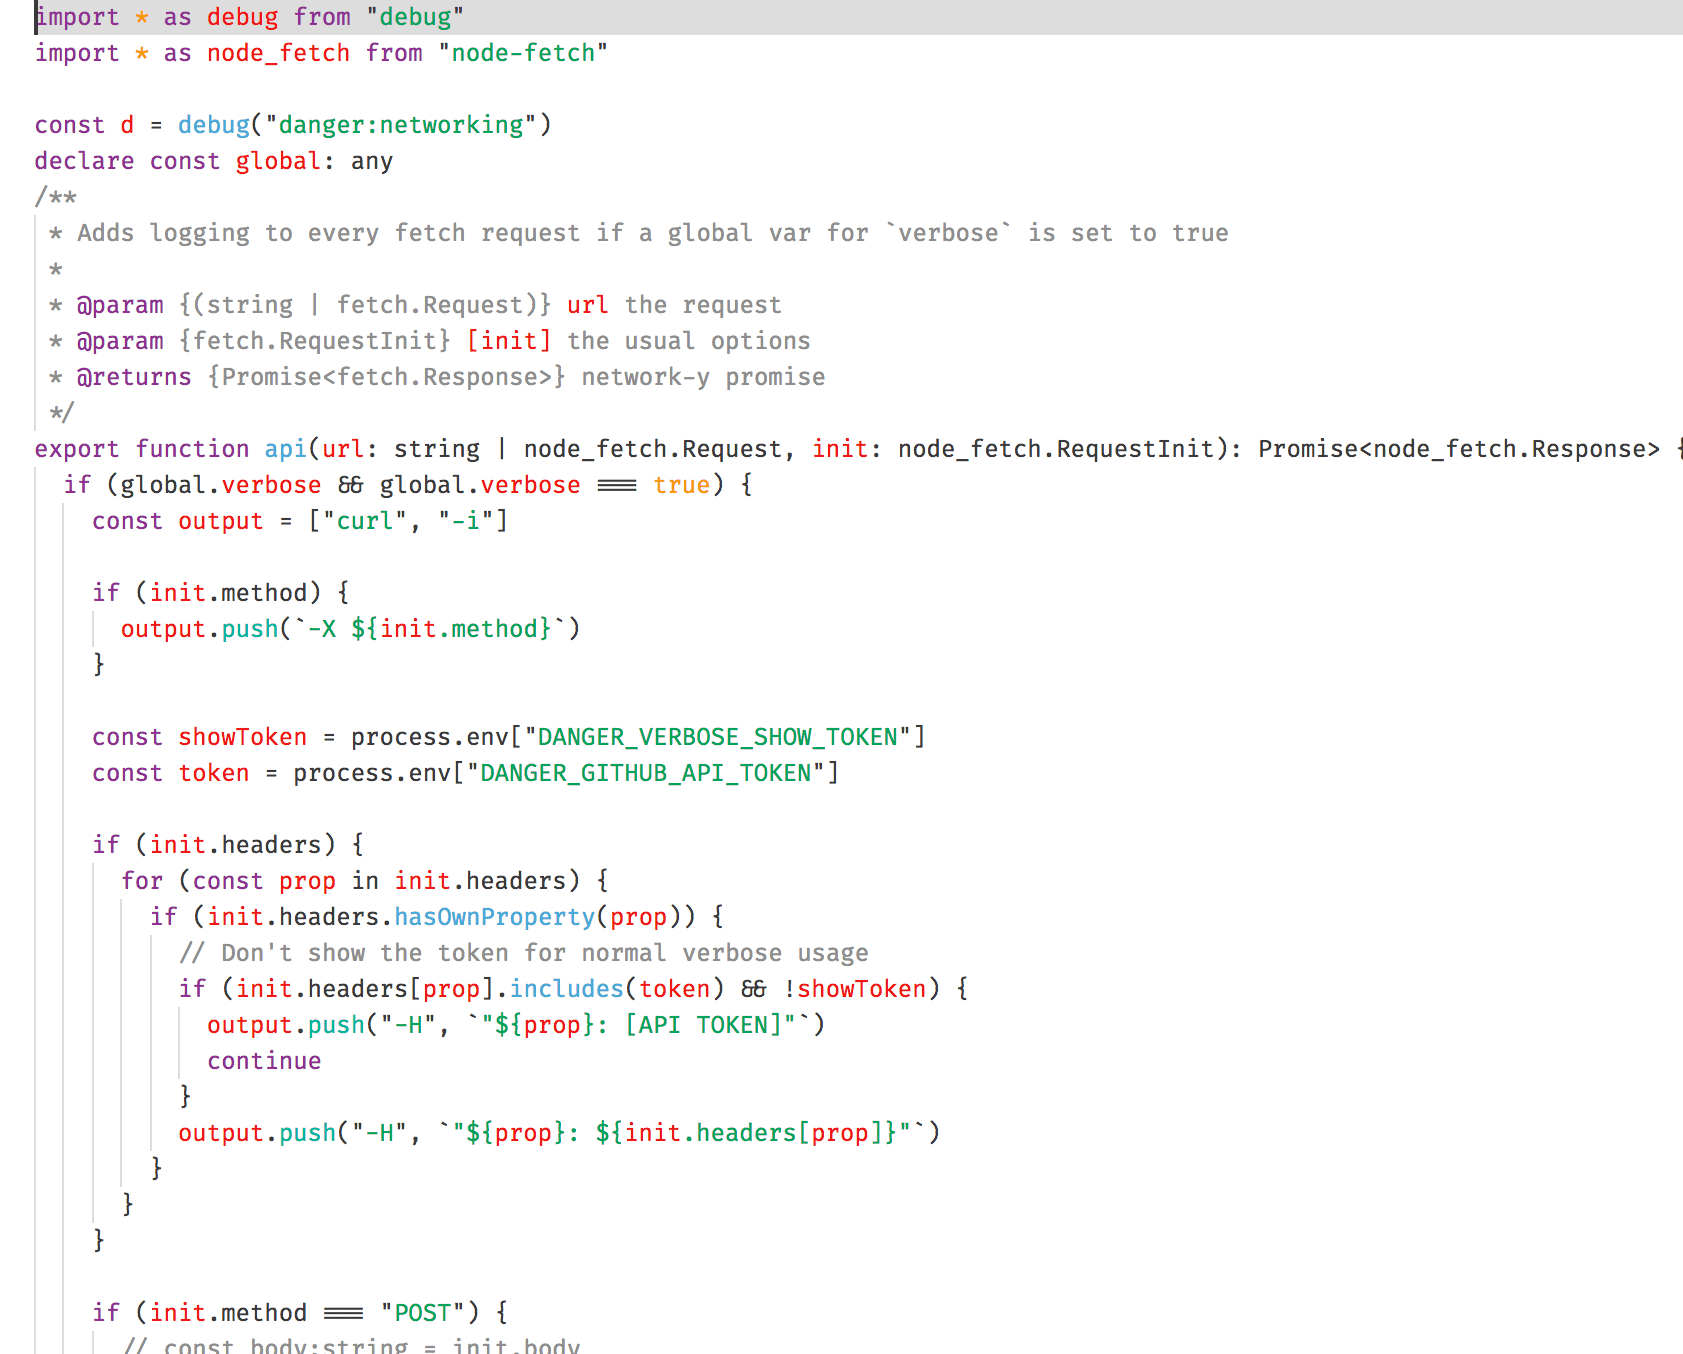 import * as debug from "debug"
import * as node_fetch from "node-fetch"

const d = debug("danger:networking")
declare const global: any
/**
 * Adds logging to every fetch request if a global var for `verbose` is set to true
 *
 * @param {(string | fetch.Request)} url the request
 * @param {fetch.RequestInit} [init] the usual options
 * @returns {Promise<fetch.Response>} network-y promise
 */
export function api(url: string | node_fetch.Request, init: node_fetch.RequestInit): Promise<node_fetch.Response> {
  if (global.verbose && global.verbose === true) {
    const output = ["curl", "-i"]

    if (init.method) {
      output.push(`-X ${init.method}`)
    }

    const showToken = process.env["DANGER_VERBOSE_SHOW_TOKEN"]
    const token = process.env["DANGER_GITHUB_API_TOKEN"]

    if (init.headers) {
      for (const prop in init.headers) {
        if (init.headers.hasOwnProperty(prop)) {
          // Don't show the token for normal verbose usage
          if (init.headers[prop].includes(token) && !showToken) {
            output.push("-H", `"${prop}: [API TOKEN]"`)
            continue
          }
          output.push("-H", `"${prop}: ${init.headers[prop]}"`)
        }
      }
    }

    if (init.method === "POST") {
      // const body:string = init.body